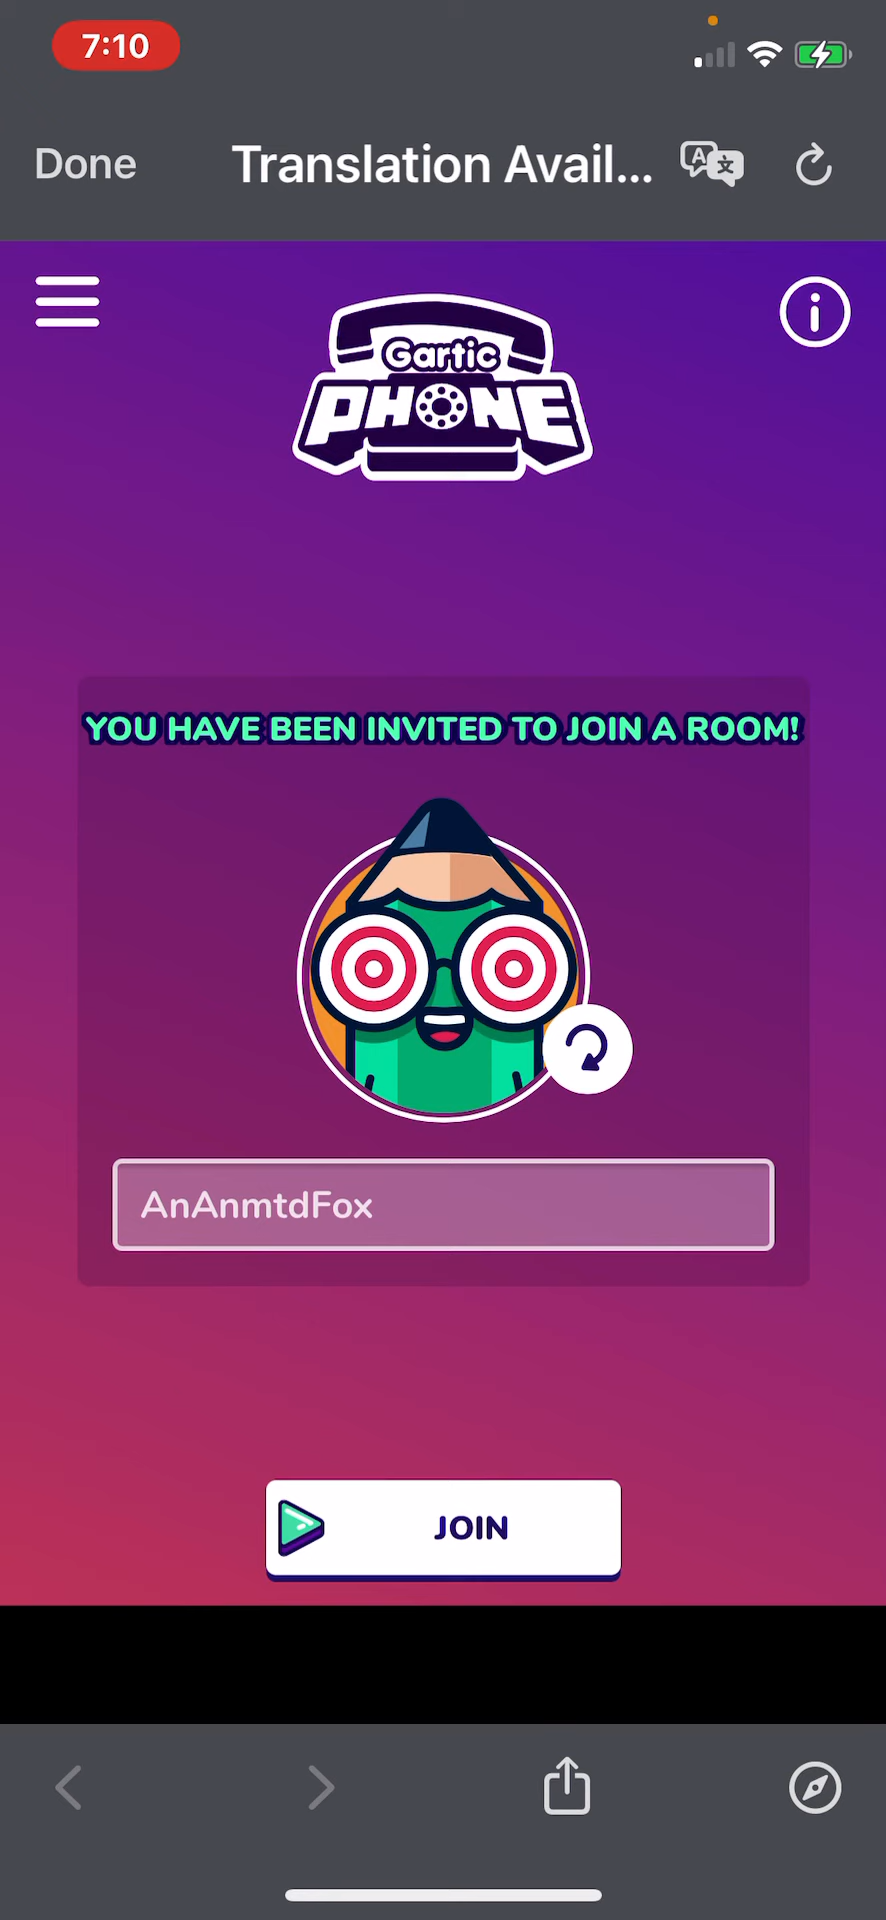 7:10
Done
Translation Avail...
Gartic
PHONE
YOU HAVE BEEN INVITED TO JOIN A ROOM!
AnAnmtdFox
JOIN